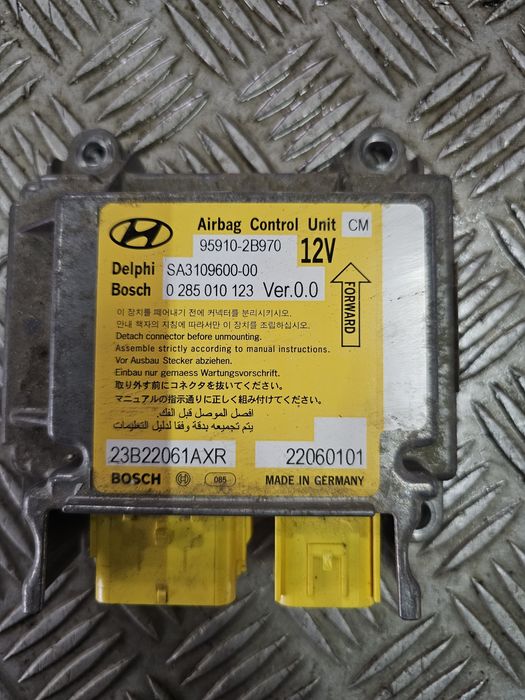 Airbag Control Unit CM
95910-2B970 12V
Delphi SA3109600-00
Bosch 0 285 010 123 Ver.0.0
FORWARD
이 장치를 떼어내기 전에 커넥터를 분리시키시오.
안내 책자의 지침에 따라서만 이 장치를 조립하십시오.
Detach connector before unmounting.
Assemble strictly according to manual instructions.
Vor Ausbau Stecker abziehen.
Einbau nur gemaess Wartungsvorschrift.
取り外す前にコネクタを抜いてください。
マニュアルの指示通りに正しく組み付けてください。
افصل الموصل قبل الفك.
يتم تجميعه بدقة وفقا لدليل التعليمات
23B22061AXR 22060101
BOSCH 085 MADE IN GERMANY